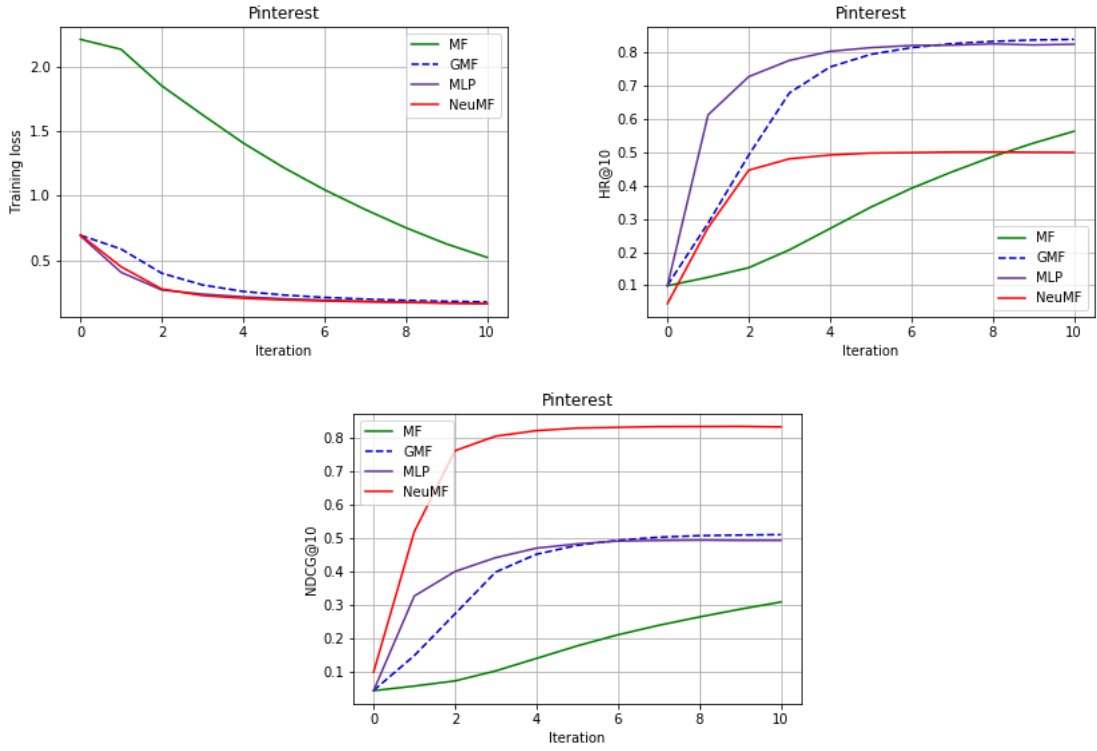 Pinterest
Training loss
2.0
1.5
1.0
0.5
MF
GMF
MLP
NeuMF
0 2 4 6 8 10
Iteration
Pinterest
HR@10
0.8
0.7
0.6
0.5
0.4
0.3
0.2
0.1
MF
GMF
MLP
NeuMF
0 2 4 6 8 10
Iteration
Pinterest
NDCG@10
0.8
0.7
0.6
0.5
0.4
0.3
0.2
0.1
MF
GMF
MLP
NeuMF
0 2 4 6 8 10
Iteration